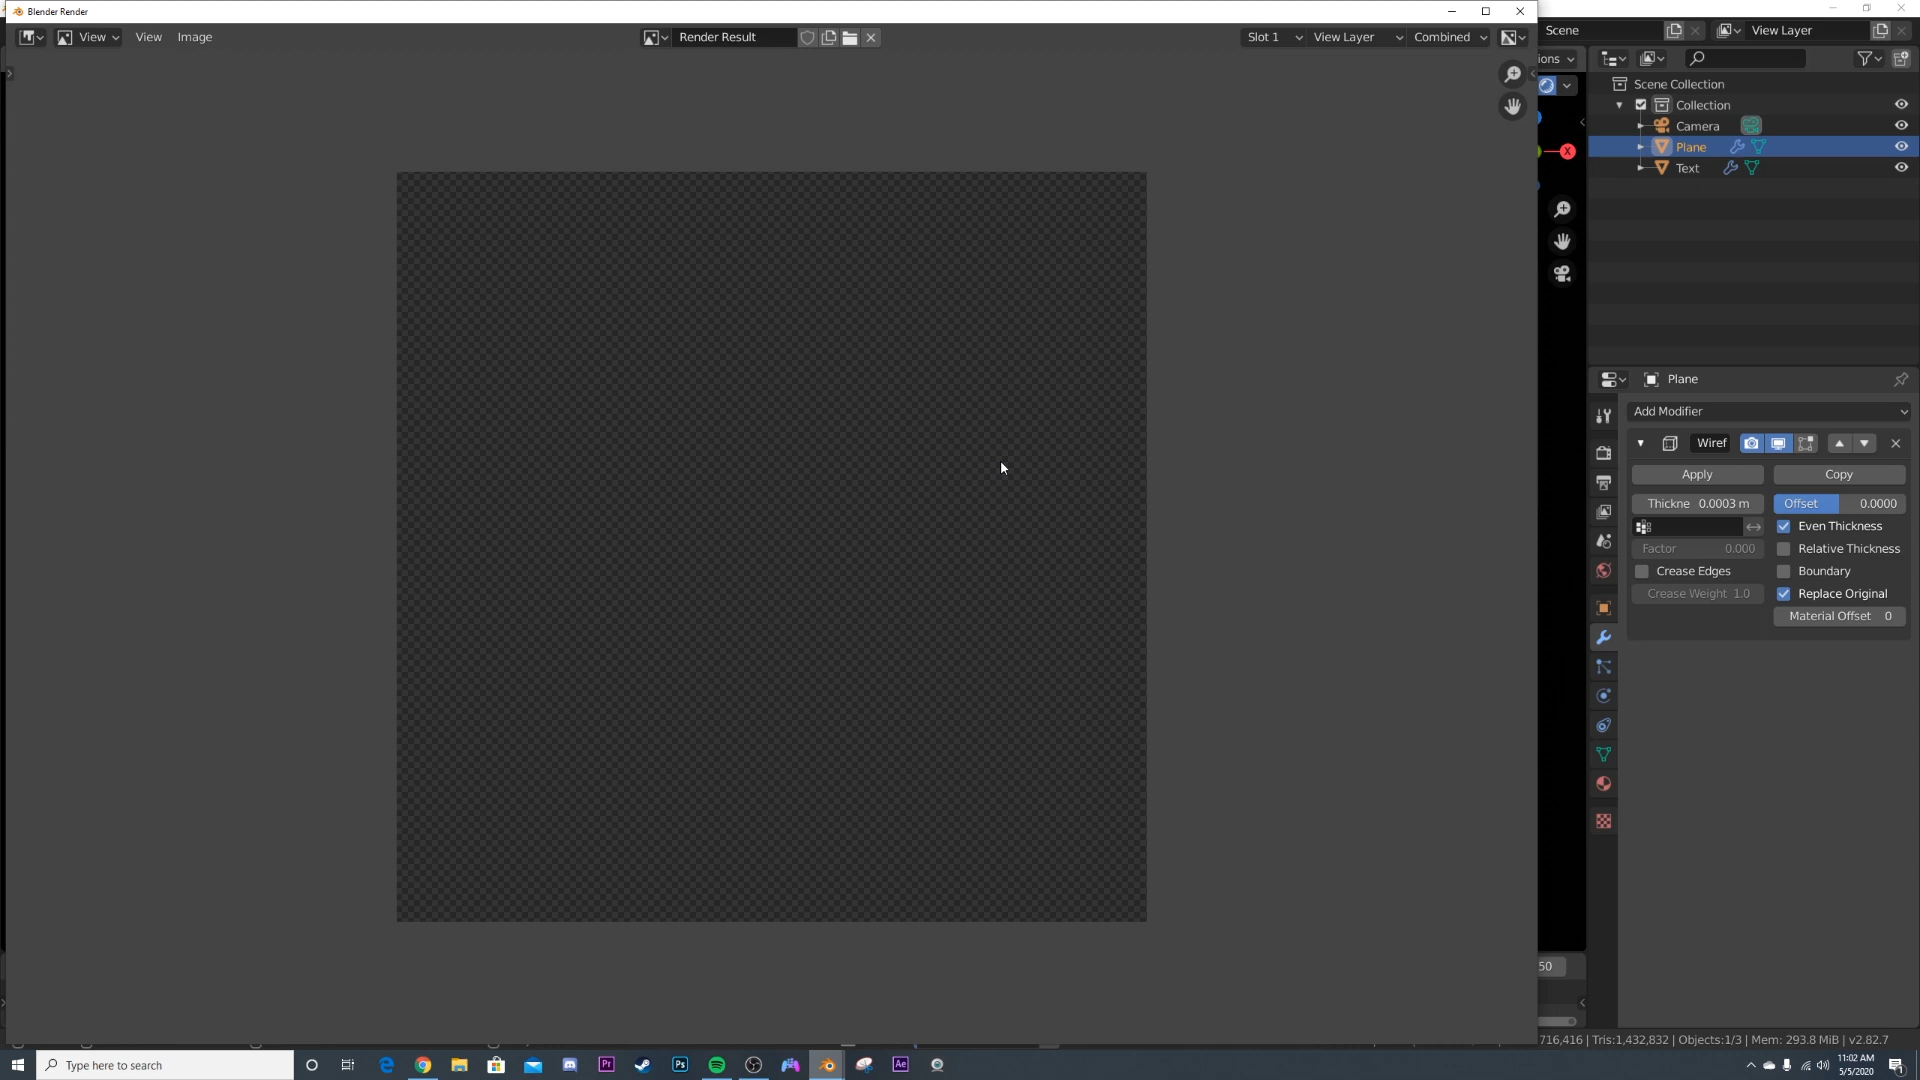 Blender Render
View
View
Image
Render Result
Slot 1
View Layer
Combined
Scene
View Layer
ions
Scene Collection
Collection
Camera
Plane
Text
X
Plane
Add Modifier
Wiref
Apply
Copy
Thickne 0.0003 m
Offset 0.0000
Even Thickness
Factor 0.000
Relative Thickness
Crease Edges
Boundary
Crease Weight 1.0
Replace Original
Material Offset 0
50
716,416 | Tris:1,432,832 | Objects:1/3 | Mem: 293.8 MiB | v2.82.7
Type here to search
Pr
Ps
Ae
11:02 AM
5/5/2020
1